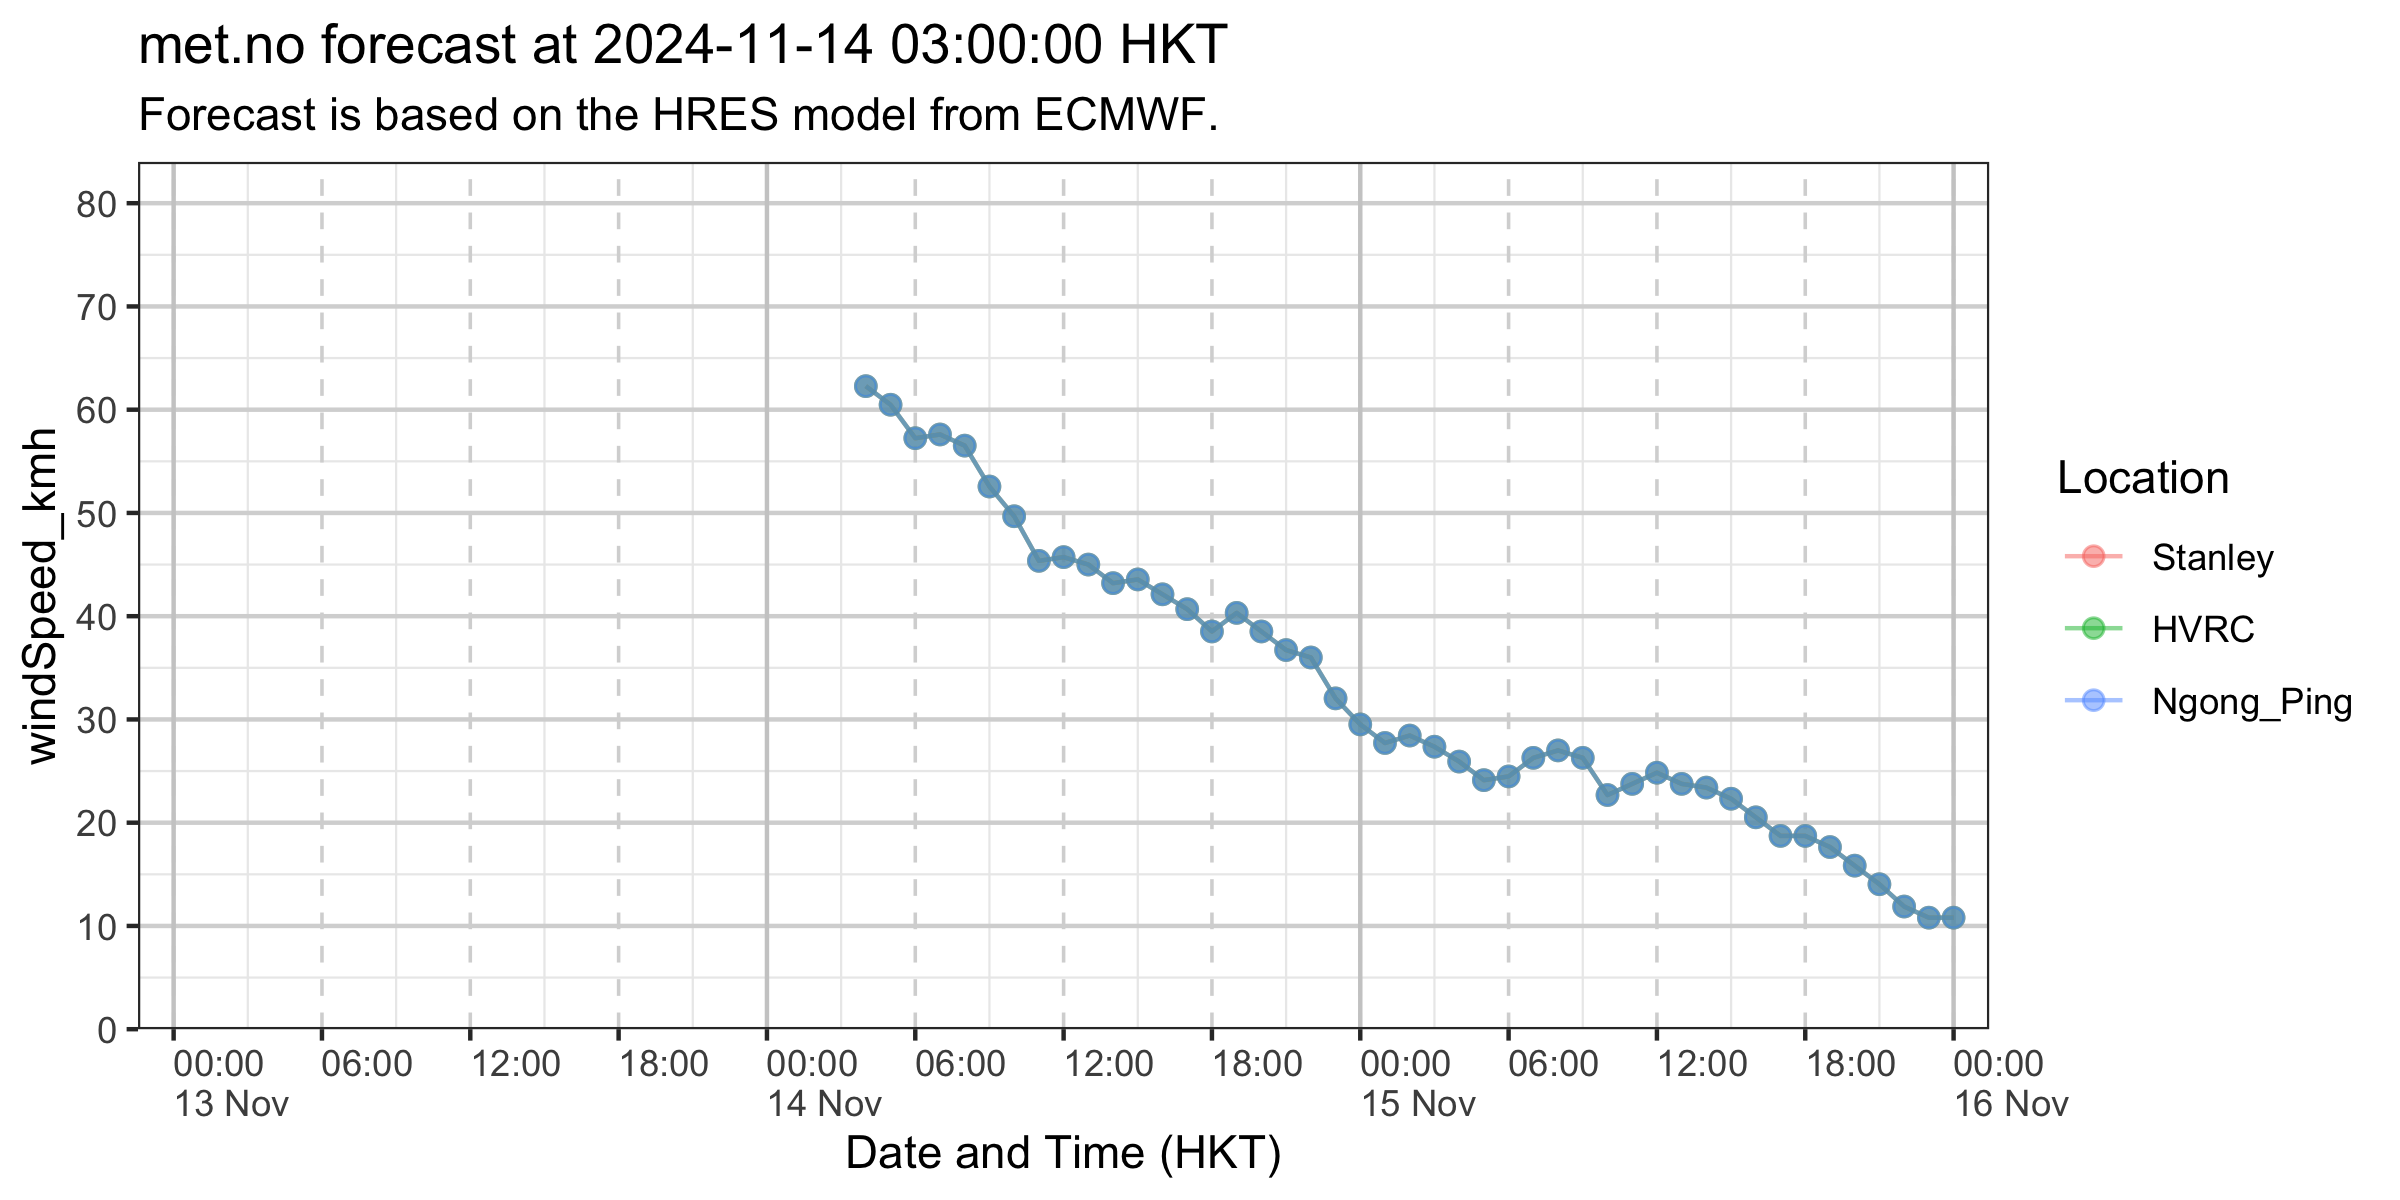 met.no forecast at 2024-11-14 03:00:00 HKT
Forecast is based on the HRES model from ECMWF.
windSpeed_kmh
80
70
60
50
40
30
20
10
0
00:00 06:00 12:00 18:00 00:00 06:00 12:00 18:00 00:00 06:00 12:00 18:00 00:00
13 Nov 14 Nov 15 Nov 16 Nov
Date and Time (HKT)
Location
Stanley
HVRC
Ngong_Ping